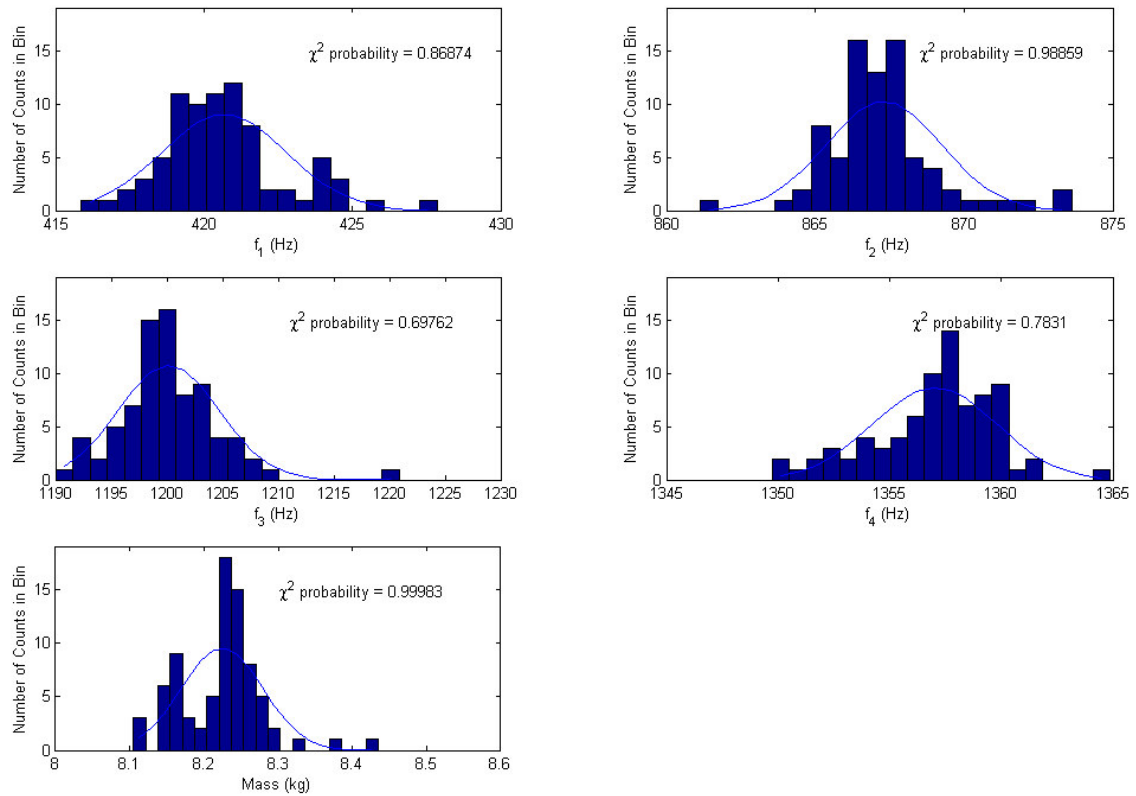 Number of Counts in Bin
15
10
5
0
χ² probability = 0.86874
415 420 425 430
f₁ (Hz)
Number of Counts in Bin
15
10
5
0
χ² probability = 0.98859
860 865 870 875
f₂ (Hz)
Number of Counts in Bin
15
10
5
0
χ² probability = 0.69762
1190 1195 1200 1205 1210 1215 1220 1225 1230
f₃ (Hz)
Number of Counts in Bin
15
10
5
0
χ² probability = 0.7831
1345 1350 1355 1360 1365
f₄ (Hz)
Number of Counts in Bin
15
10
5
0
χ² probability = 0.99983
8 8.1 8.2 8.3 8.4 8.5 8.6
Mass (kg)